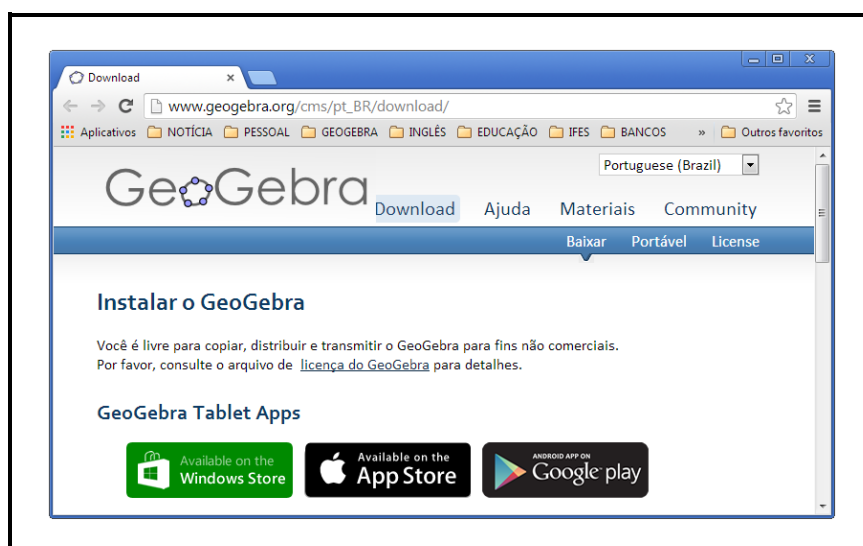 Download
www.geogebra.org/cms/pt_BR/download/
Aplicativos NOTÍCIA PESSOAL GEOGEBRA INGLÊS EDUCAÇÃO IFES BANCOS » Outros favoritos
Portuguese (Brazil)
GeoGebra
Download Ajuda Materiais Community
Baixar Portável License
Instalar o GeoGebra
Você é livre para copiar, distribuir e transmitir o GeoGebra para fins não comerciais.
Por favor, consulte o arquivo de licença do GeoGebra para detalhes.
GeoGebra Tablet Apps
Available on the
Windows Store
Available on the
App Store
ANDROID APP ON
Google play